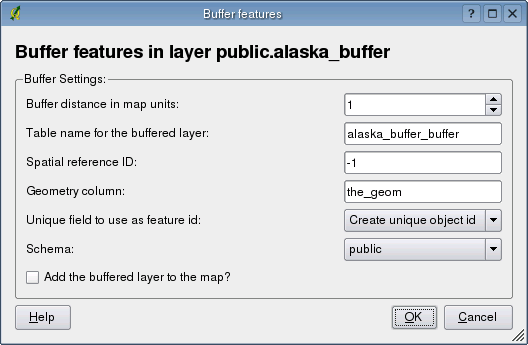 Buffer features
Buffer features in layer public.alaska_buffer
Buffer Settings:
Buffer distance in map units: 1
Table name for the buffered layer: alaska_buffer_buffer
Spatial reference ID: -1
Geometry column: the_geom
Unique field to use as feature id: Create unique object id
Schema: public
Add the buffered layer to the map?
Help OK Cancel